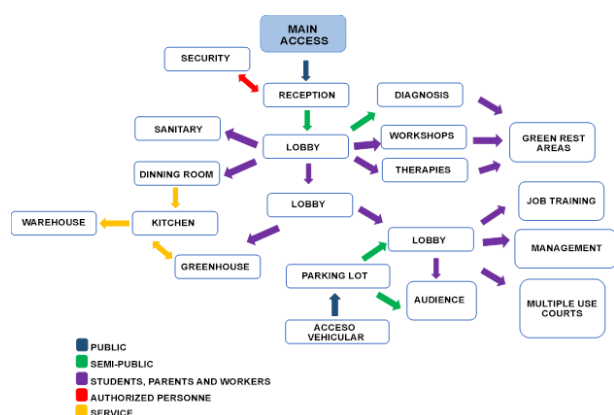 MAIN
ACCESS
SECURITY
RECEPTION
DIAGNOSIS
SANITARY
LOBBY
WORKSHOPS
GREEN REST
AREAS
DINNING ROOM
THERAPIES
LOBBY
JOB TRAINING
WAREHOUSE
KITCHEN
LOBBY
MANAGEMENT
GREENHOUSE
PARKING LOT
AUDIENCE
MULTIPLE USE
COURTS
ACCESO
VEHICULAR
PUBLIC
SEMI-PUBLIC
STUDENTS, PARENTS AND WORKERS
AUTHORIZED PERSONNE
SERVICE